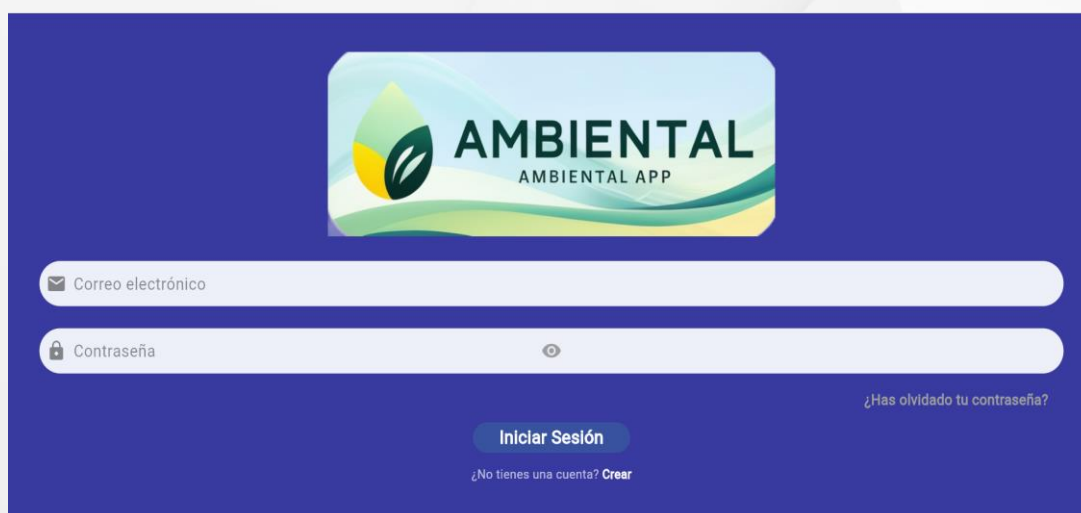 AMBIENTAL
AMBIENTAL APP
Correo electrónico
Contraseña
¿Has olvidado tu contraseña?
Iniciar Sesión
¿No tienes una cuenta? Crear